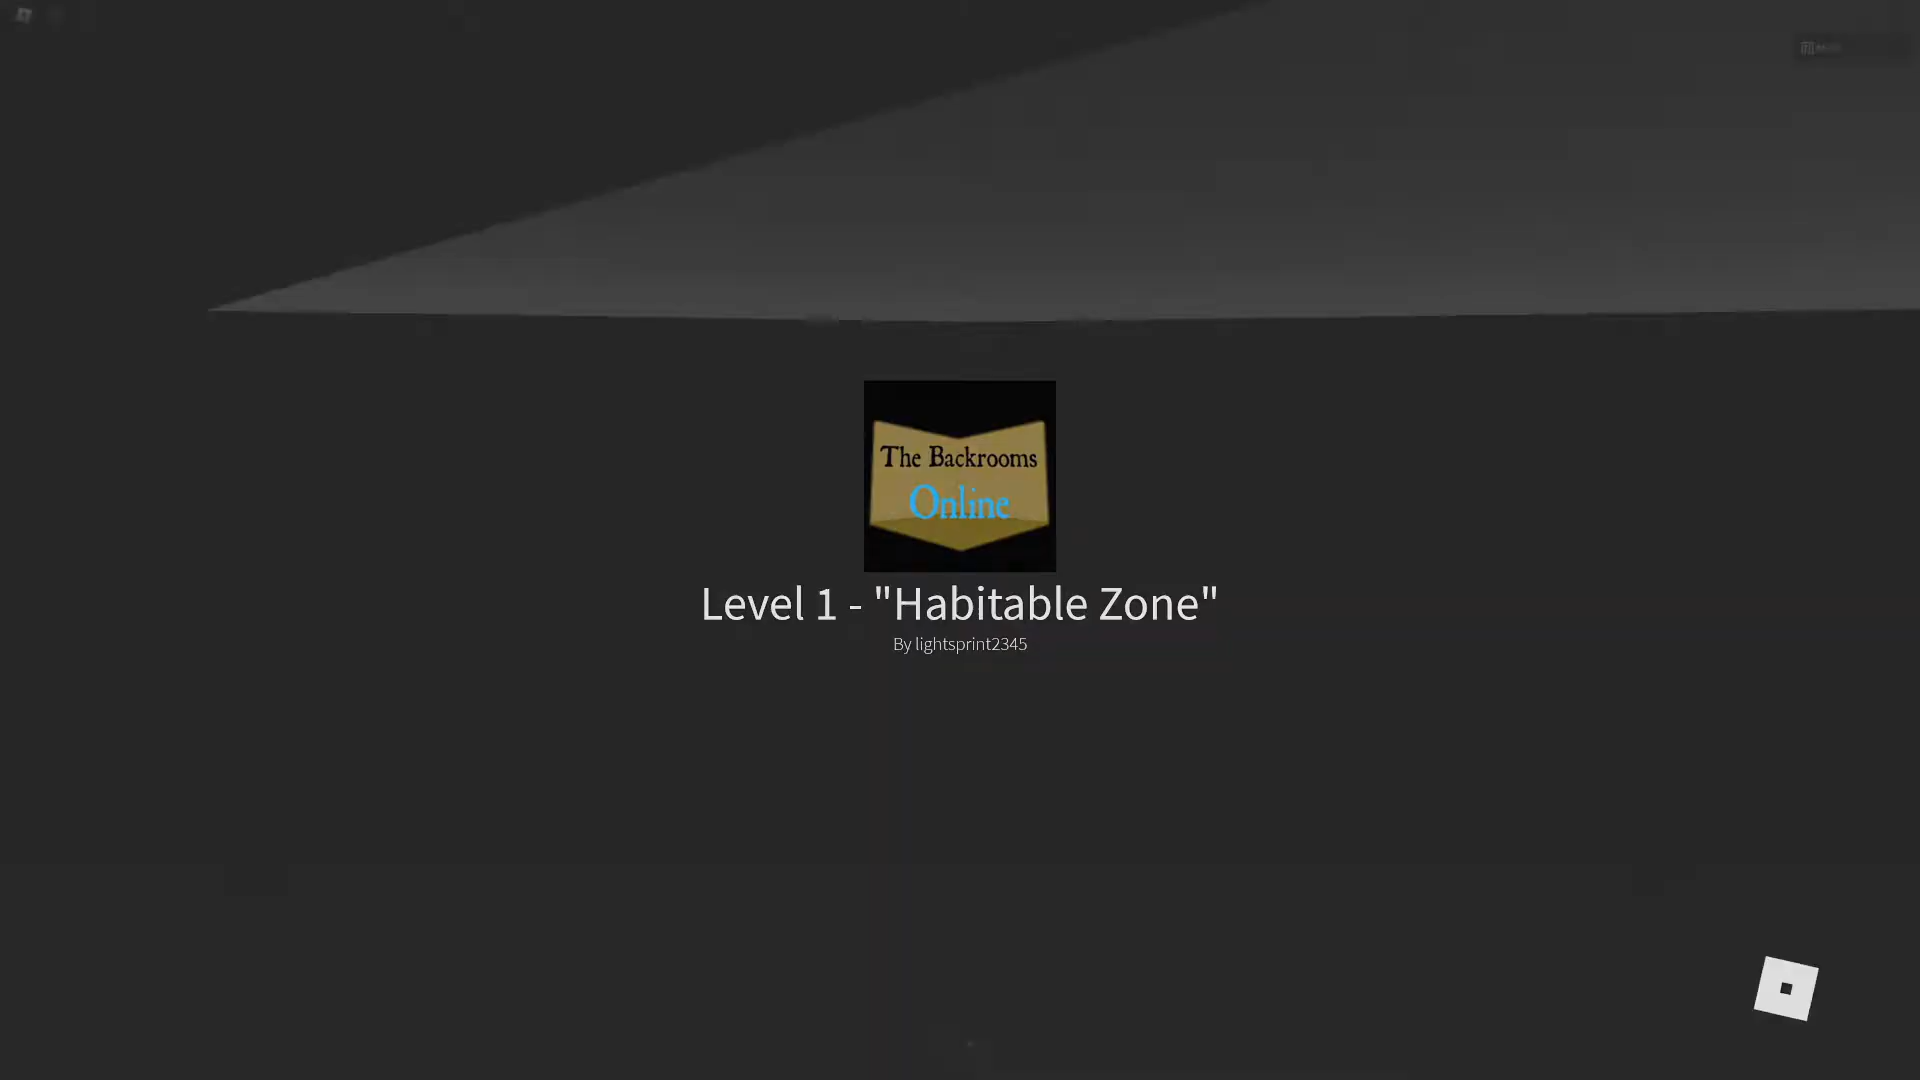 The Backrooms
Online
Level 1 - "Habitable Zone"
By lightsprint2345